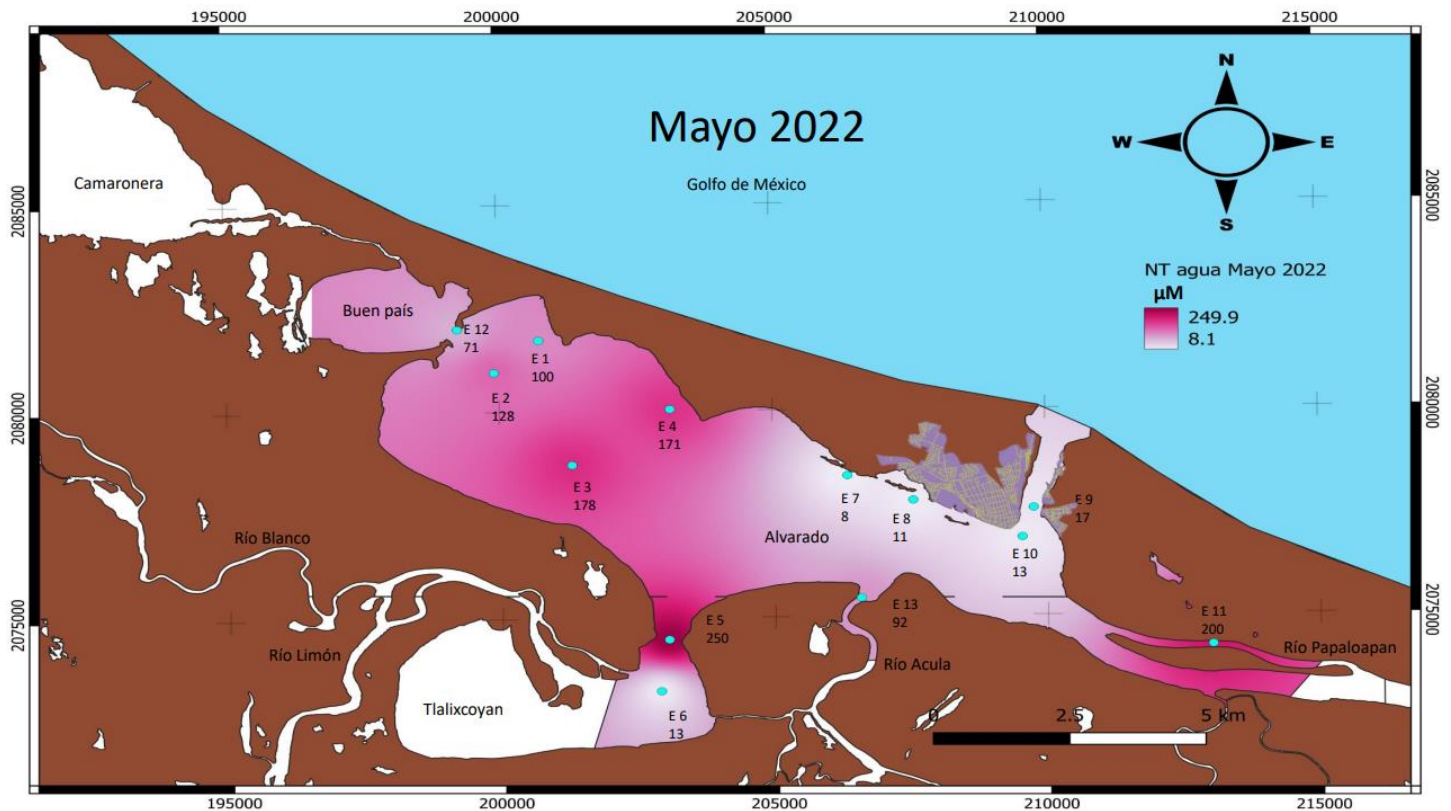 195000 200000 205000 210000 215000
Mayo 2022
Golfo de México
N
W E
S
Camaronera
2085000
2085000
NT agua Mayo 2022
µM
249.9
8.1
Buen país
E 12
71
E 1
100
E 2
128
E 4
171
2080000
2080000
E 3
178
E 7
8
E 8
11
E 9
17
E 10
13
Alvarado
Río Blanco
E 13
92
E 5
250
E 11
200
2075000
2075000
Río Limón
Río Acula
Río Papaloapan
Tlalixcoyan
E 6
13
0 2.5 5 km
195000 200000 205000 210000 215000